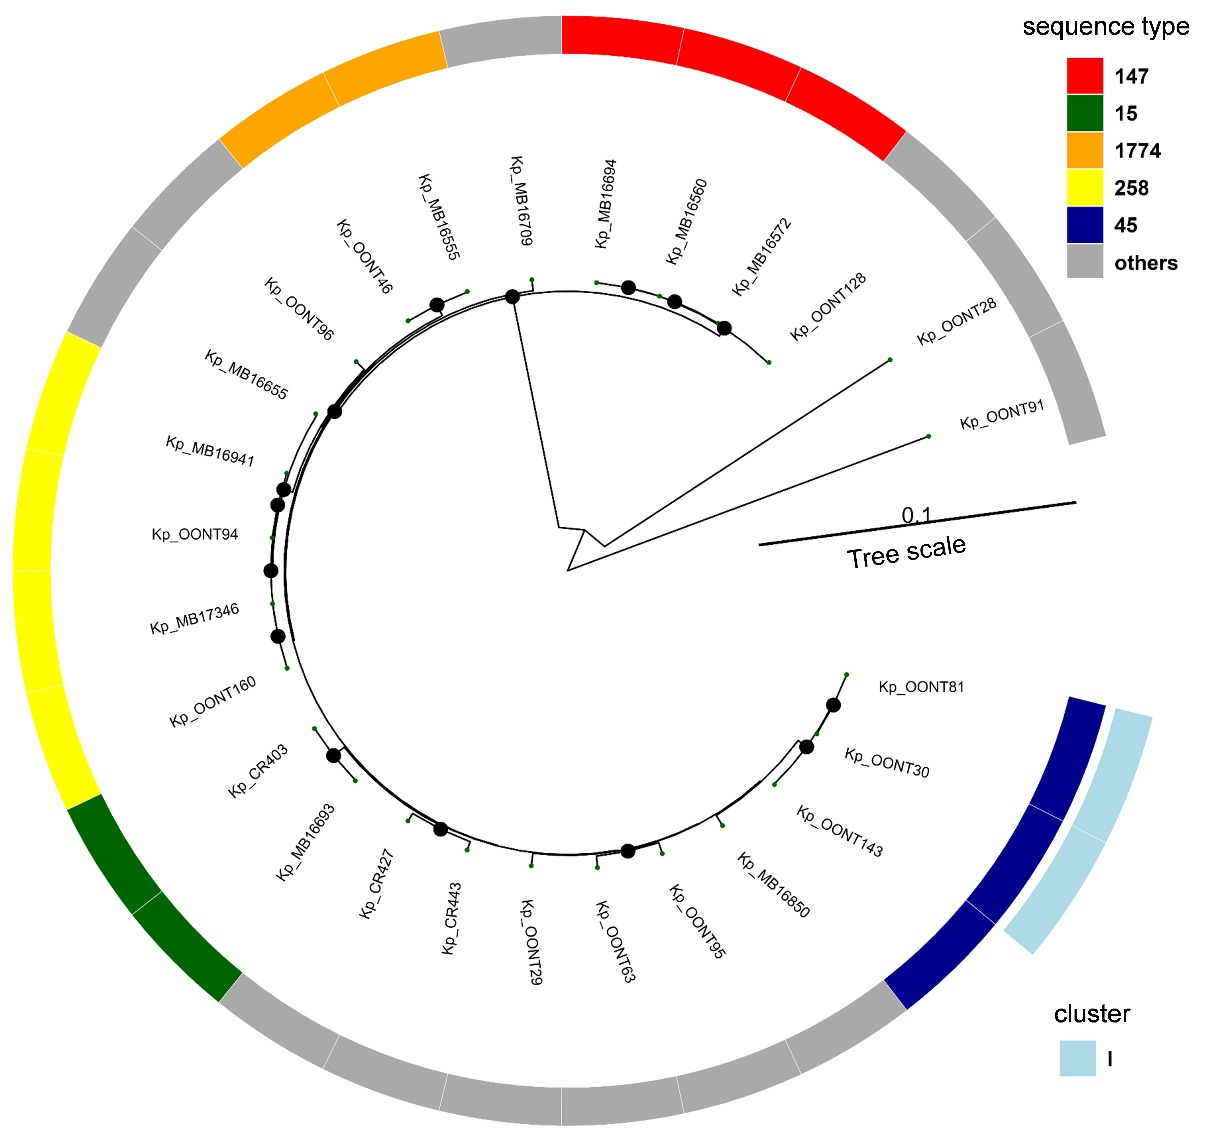 sequence type
147
15
1774
258
45
others
Kp_MB16709
Kp_MB16694
Kp_MB16560
Kp_MB16572
Kp_OONT128
Kp_OONT28
Kp_OONT91
0.1
Tree scale
Kp_OONT81
Kp_OONT30
Kp_OONT143
Kp_MB16850
Kp_OONT95
Kp_OONT63
Kp_OONT29
Kp_CR443
Kp_CR427
Kp_MB16693
Kp_CR403
Kp_OONT160
Kp_MB17346
Kp_OONT94
Kp_MB16941
Kp_MB16655
Kp_OONT96
Kp_OONT46
Kp_MB16555
cluster
I